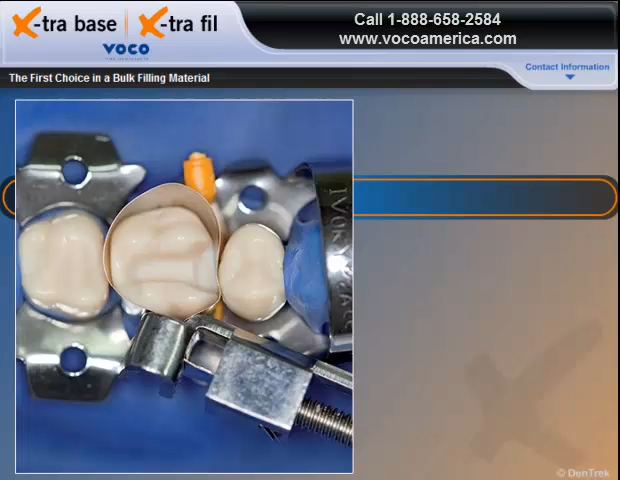 x-tra base | x-tra fil
VOCO
Call 1-888-658-2584
www.vocoamerica.com
Contact Information
The First Choice in a Bulk Filling Material
© DenTrek